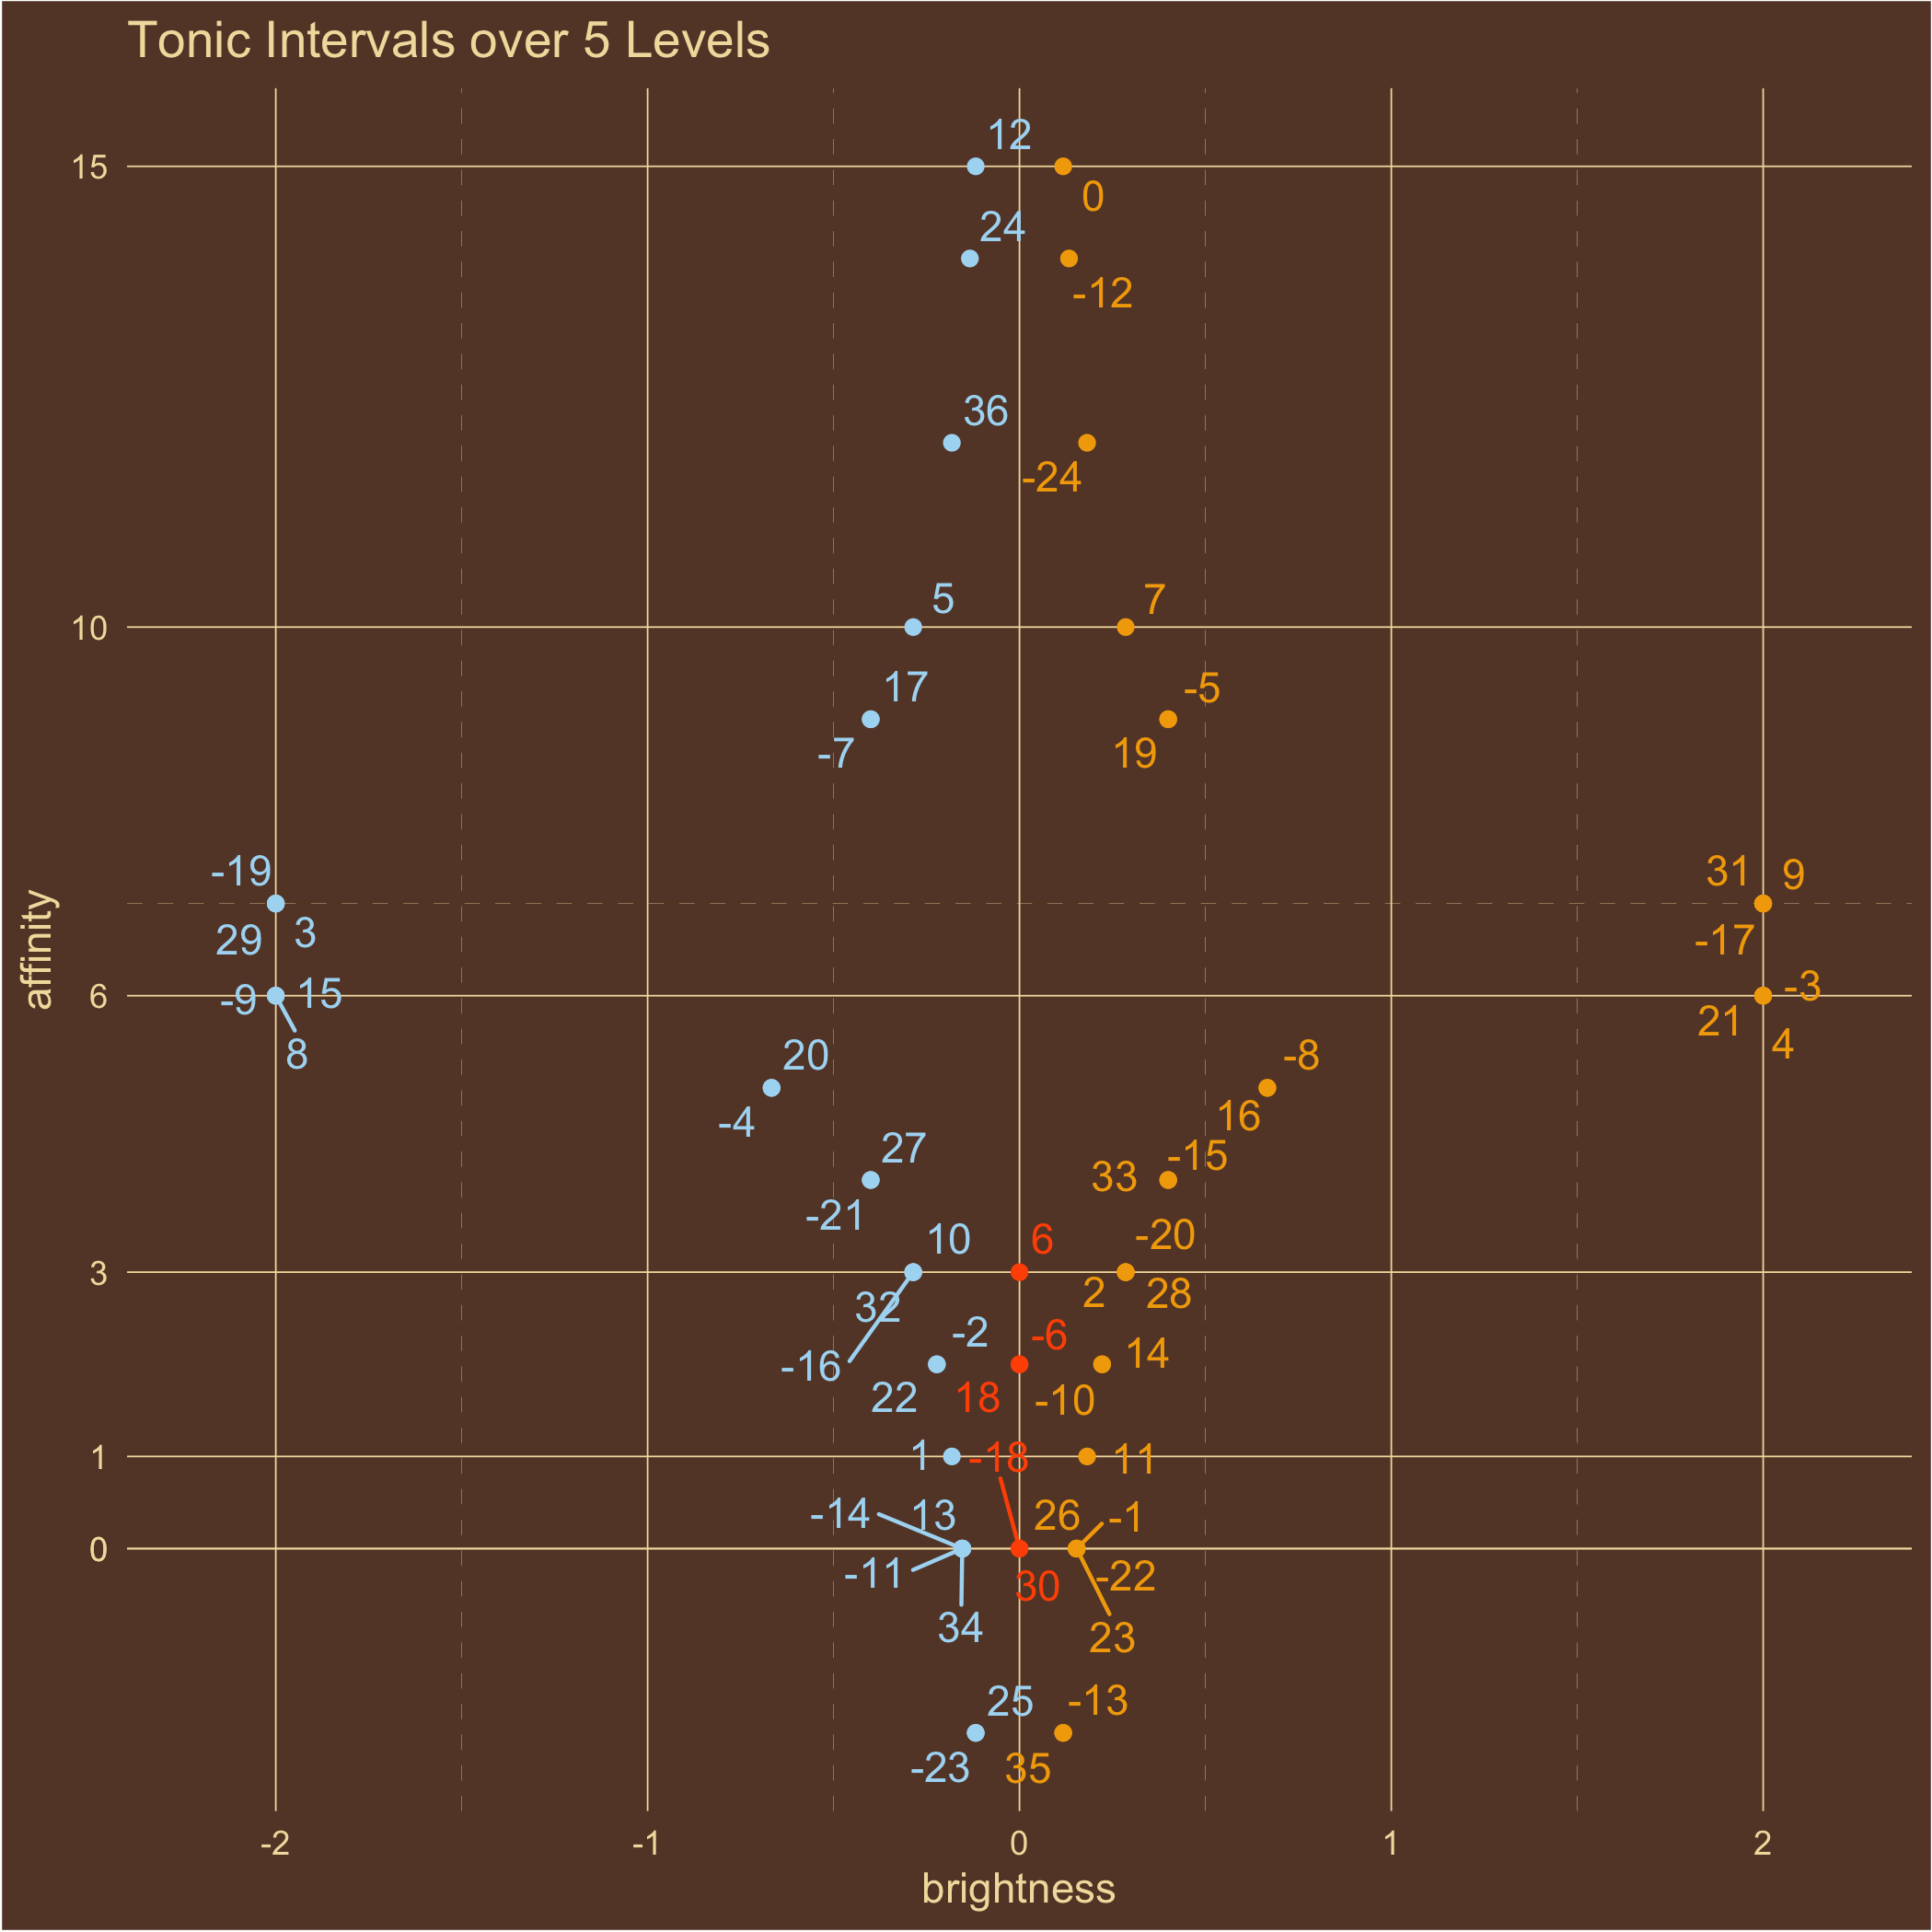 Tonic Intervals over 5 Levels
12
15
0
24
-12
36
-24
5 7
10
17 -5
-7 19
-19 31 9
29 3 -17
affinity
6
-9 15 -3
21 4
8
20 -8
-4 16
27 -15
33
-21
10 6 -20
3
32 2 28
-2 -6 14
-16
22 18 -10
1
1 -18 11
-14 13 26 -1
0
-11 -22
30
34 23
25 -13
-23 35
-2 -1 0 1 2
brightness